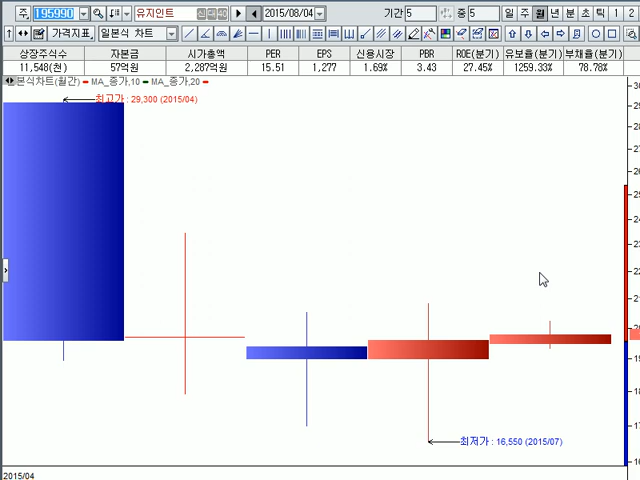 주, 195990 유지인트 2015/08/04 기간 5 중 5 일 주 월 년 분 초 틱 1 2
가격지표, 일본식 차트
상장주식수 자본금 시가총액 PER EPS 신용시장 PBR ROE(분기) 유보율(분기) 부채율(분기)
11,548(천) 57억원 2,287억원 15.51 1,277 1.69% 3.43 27.45% 1259.33% 78.78%
본식차트(월간) MA_종가,10 MA_종가,20
최고가 : 29,300 (2015/04)
최저가 : 16,550 (2015/07)
2015/04